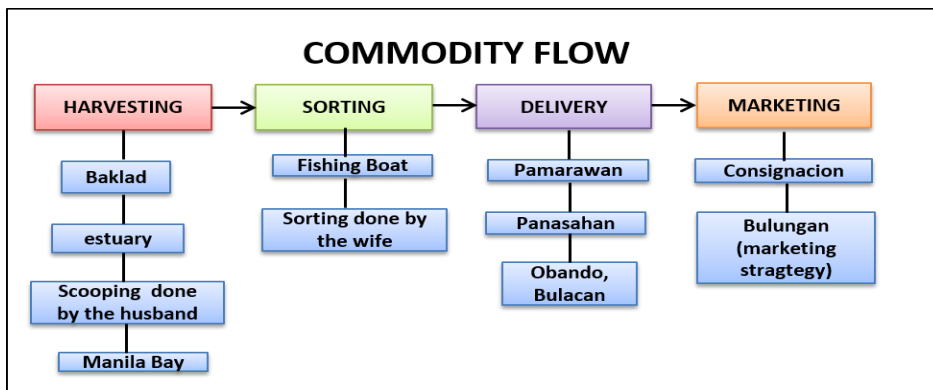 COMMODITY FLOW
HARVESTING
SORTING
DELIVERY
MARKETING
Baklad
estuary
Scooping done
by the husband
Manila Bay
Fishing Boat
Sorting done by
the wife
Pamarawan
Panasahan
Obando,
Bulacan
Consignacion
Bulungan
(marketing
stragtegy)